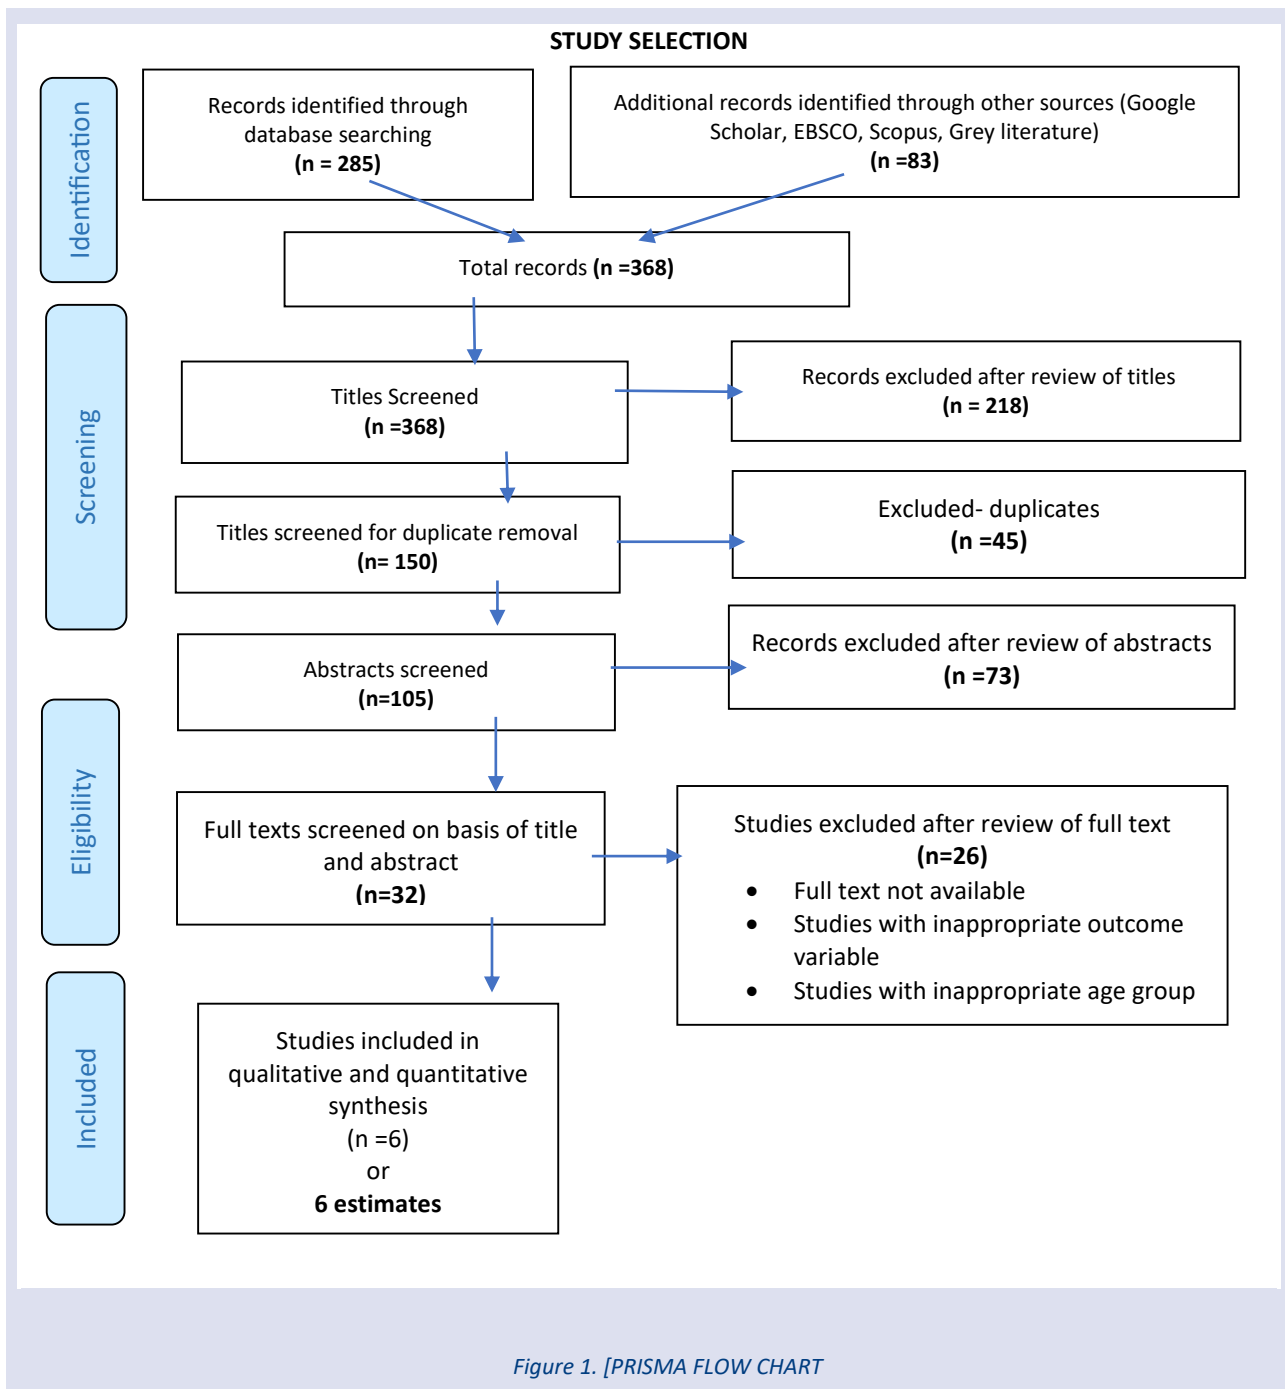 STUDY SELECTION
Identification
Records identified through
database searching
(n = 285)
Additional records identified through other sources (Google
Scholar, EBSCO, Scopus, Grey literature)
(n =83)
Total records (n =368)
Screening
Titles Screened
(n =368)
Records excluded after review of titles
(n = 218)
Titles screened for duplicate removal
(n= 150)
Excluded- duplicates
(n =45)
Abstracts screened
(n=105)
Records excluded after review of abstracts
(n =73)
Eligibility
Full texts screened on basis of title
and abstract
(n=32)
Studies excluded after review of full text
(n=26)
• Full text not available
• Studies with inappropriate outcome
variable
• Studies with inappropriate age group
Included
Studies included in
qualitative and quantitative
synthesis
(n =6)
or
6 estimates
Figure 1. [PRISMA FLOW CHART